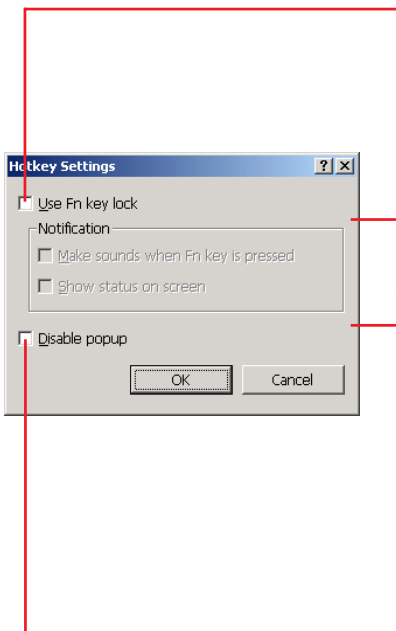 Hotkey Settings
Use Fn key lock
Notification
Make sounds when Fn key is pressed
Show status on screen
Disable popup
OK Cancel